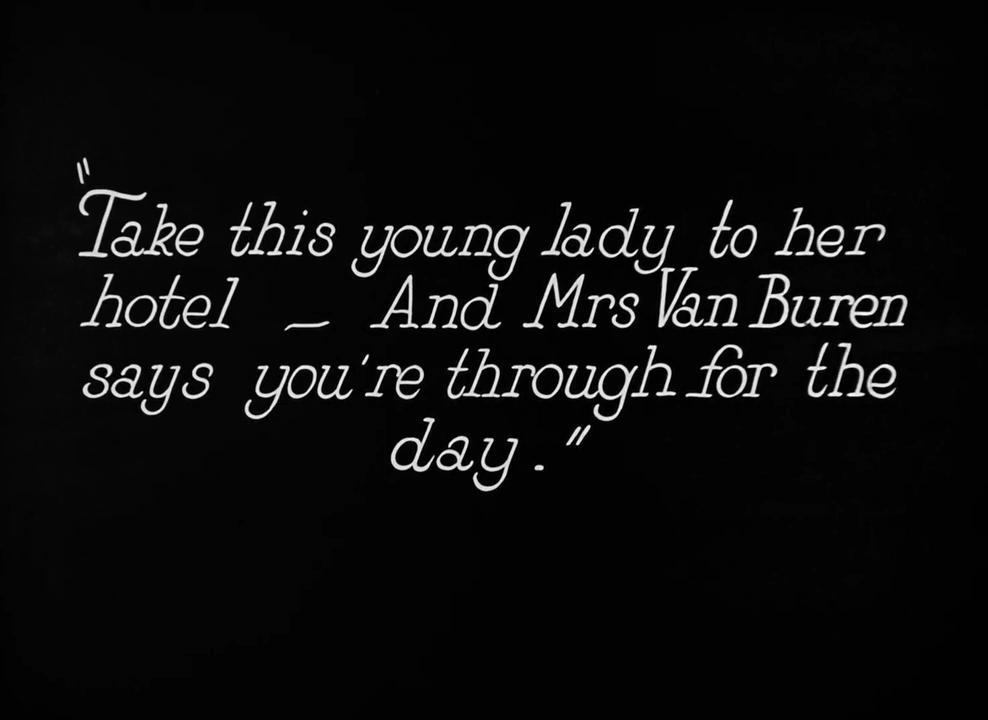 "Take this young lady to her
hotel — And Mrs Van Buren
says you're through for the
day."